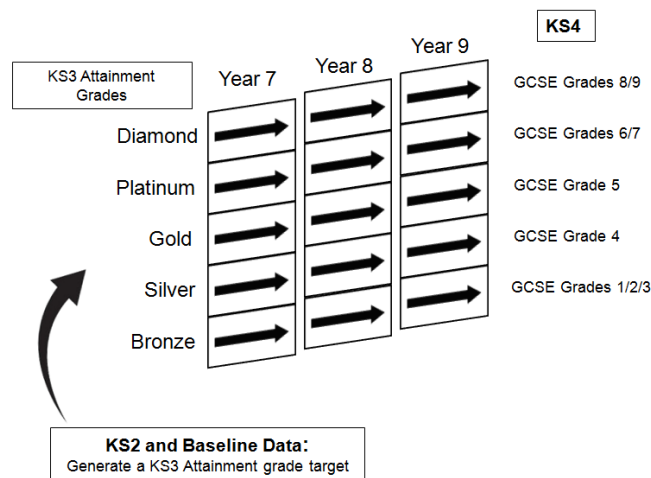 KS4
Year 9
Year 8
Year 7
KS3 Attainment
Grades
GCSE Grades 8/9
Diamond
GCSE Grades 6/7
Platinum
GCSE Grade 5
Gold
GCSE Grade 4
Silver
GCSE Grades 1/2/3
Bronze
KS2 and Baseline Data:
Generate a KS3 Attainment grade target